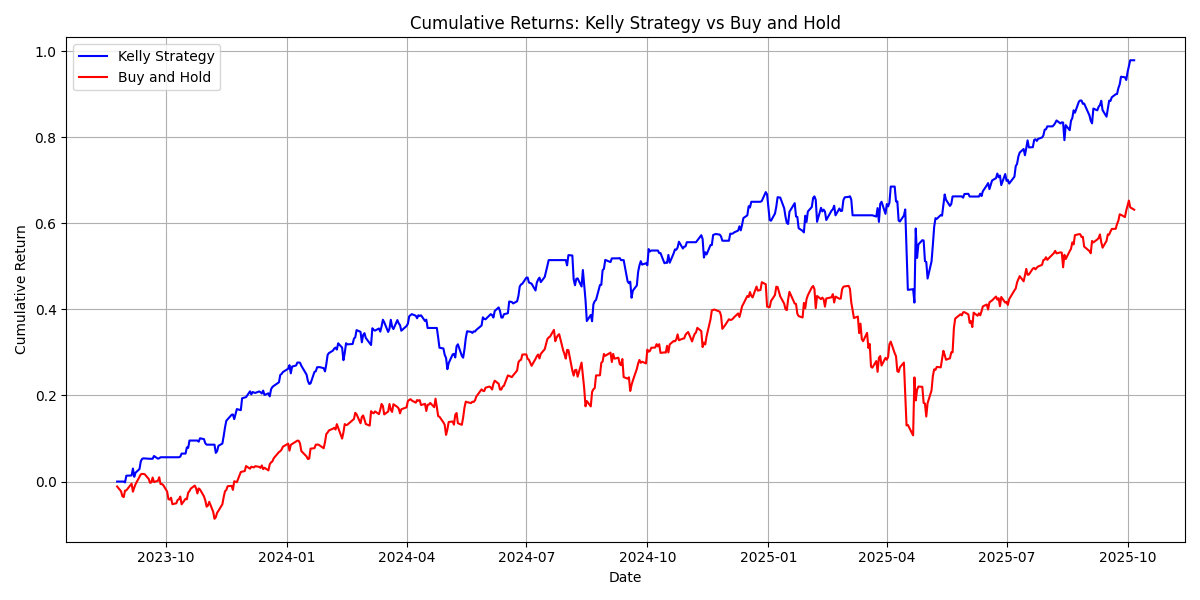 Cumulative Returns: Kelly Strategy vs Buy and Hold
Kelly Strategy
Buy and Hold
Cumulative Return
1.0
0.8
0.6
0.4
0.2
0.0
2023-10 2024-01 2024-04 2024-07 2024-10 2025-01 2025-04 2025-07 2025-10
Date